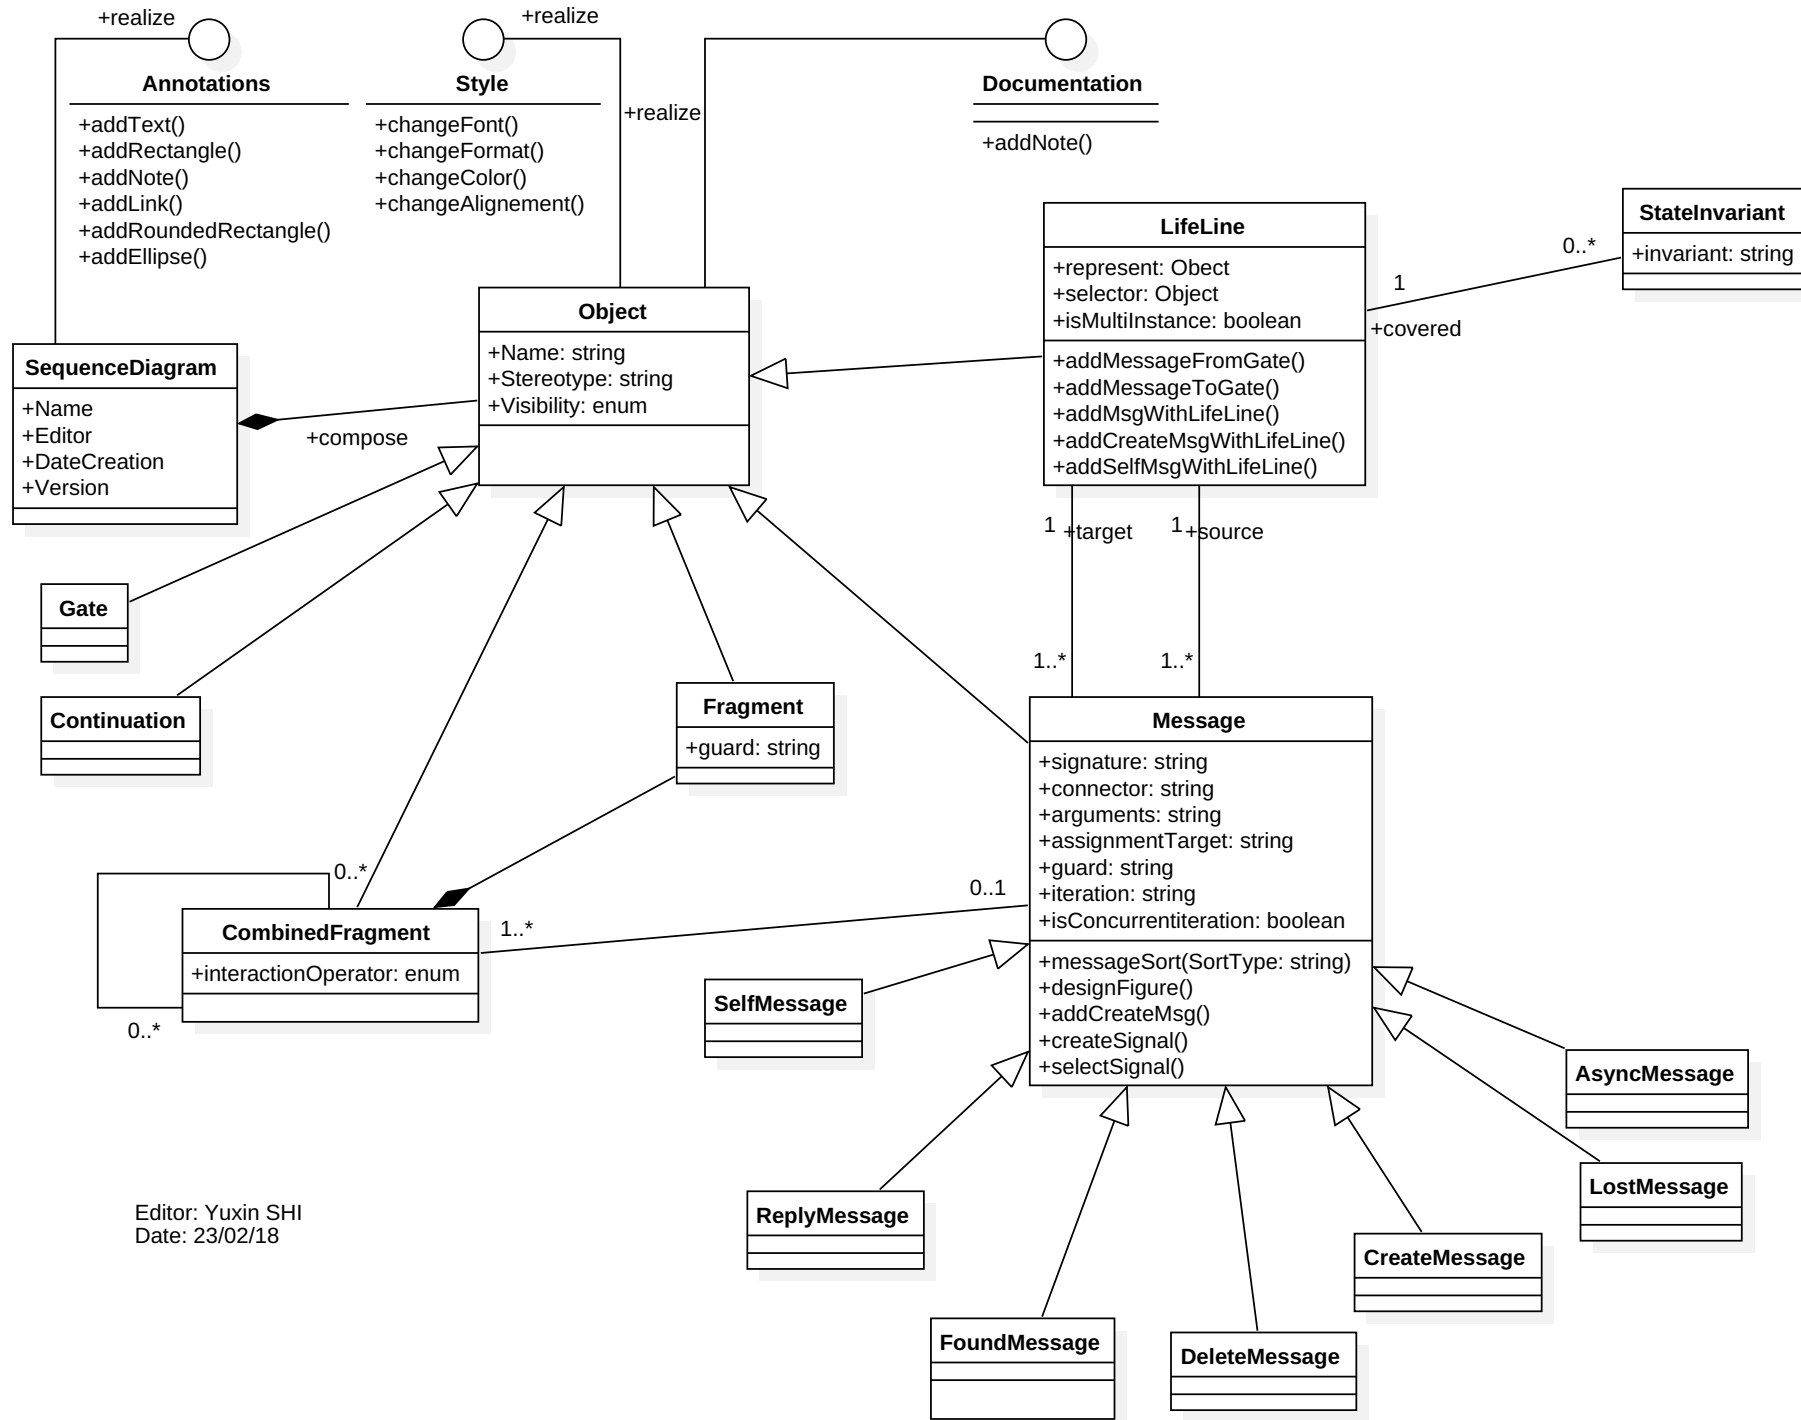 +realize
+realize
Annotations
+addText()
+addRectangle()
+addNote()
+addLink()
+addRoundedRectangle()
+addEllipse()
Style
+changeFont()
+changeFormat()
+changeColor()
+changeAlignement()
+realize
Documentation
+addNote()
LifeLine
+represent: Obect
+selector: Object
+isMultiInstance: boolean
+addMessageFromGate()
+addMessageToGate()
+addMsgWithLifeLine()
+addCreateMsgWithLifeLine()
+addSelfMsgWithLifeLine()
StateInvariant
+invariant: string
0..*
1
+covered
Object
+Name: string
+Stereotype: string
+Visibility: enum
SequenceDiagram
+Name
+Editor
+DateCreation
+Version
+compose
1
+target
1
+source
1..*
1..*
Gate
Continuation
Fragment
+guard: string
Message
+signature: string
+connector: string
+arguments: string
+assignmentTarget: string
+guard: string
+iteration: string
+isConcurrentiteration: boolean
+messageSort(SortType: string)
+designFigure()
+addCreateMsg()
+createSignal()
+selectSignal()
0..*
0..1
1..*
CombinedFragment
+interactionOperator: enum
0..*
SelfMessage
AsyncMessage
LostMessage
ReplyMessage
CreateMessage
FoundMessage
DeleteMessage
Editor: Yuxin SHI
Date: 23/02/18